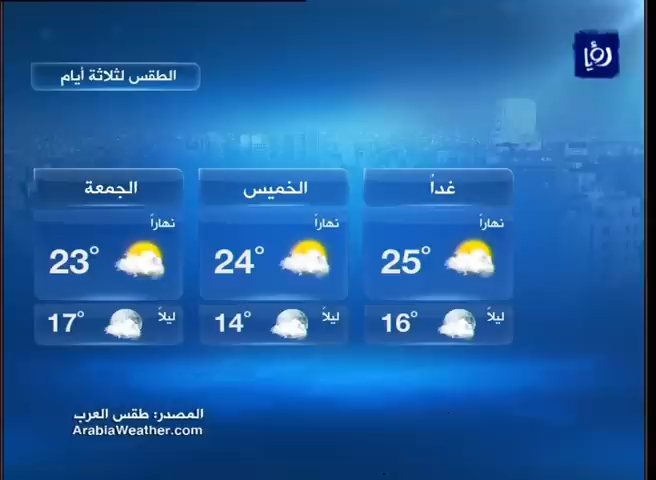 رؤيا
الطقس لثلاثة أيام
غداً
نهاراً
25°
ليلاً
16°
الخميس
نهاراً
24°
ليلاً
14°
الجمعة
نهاراً
23°
ليلاً
17°
المصدر: طقس العرب
ArabiaWeather.com